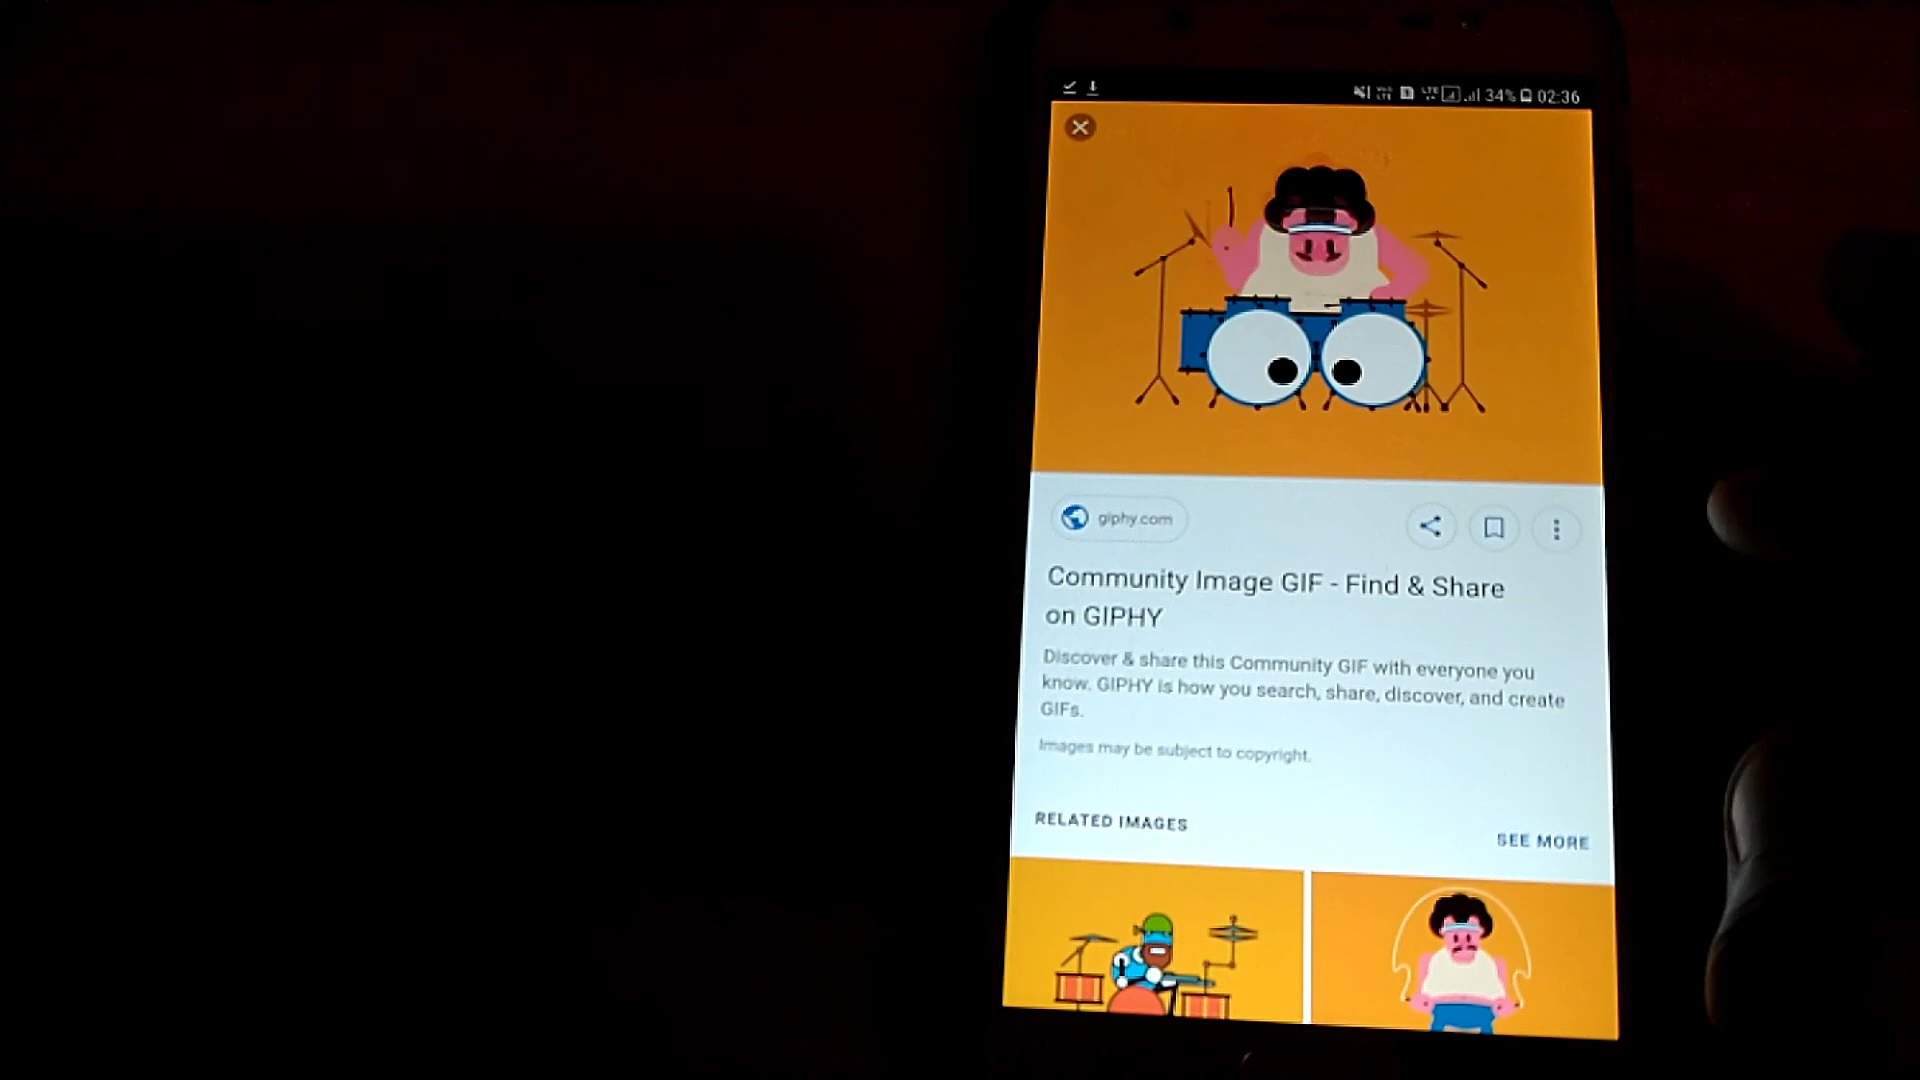 34% 02:36
giphy.com
Community Image GIF - Find & Share
on GIPHY
Discover & share this Community GIF with everyone you
know. GIPHY is how you search, share, discover, and create
GIFs.
Images may be subject to copyright.
RELATED IMAGES
SEE MORE